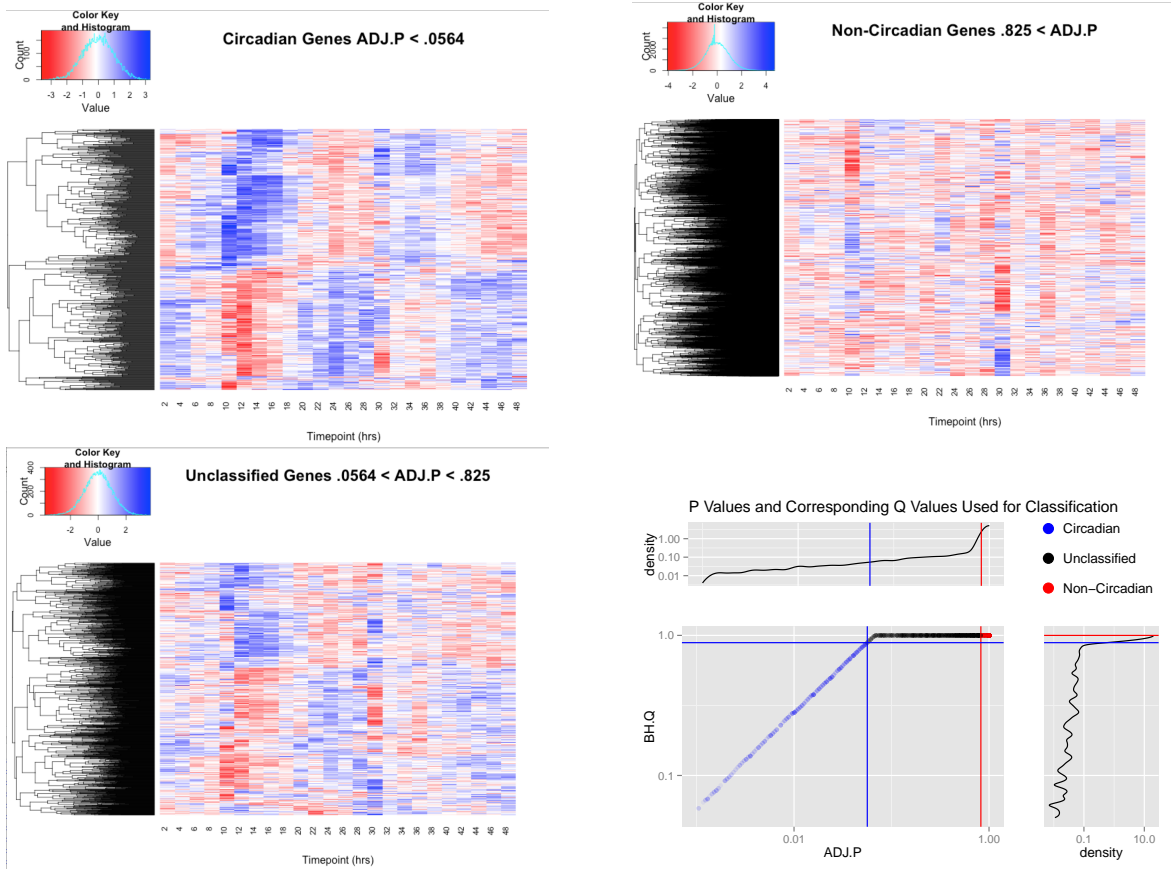 Color Key
and Histogram
Count
0 100
-3 -2 -1 0 1 2 3
Value
Circadian Genes ADJ.P < .0564
2 4 6 8 10 12 14 16 18 20 22 24 26 28 30 32 34 36 38 40 42 44 46 48
Timepoint (hrs)
Color Key
and Histogram
Count
0 2000
-4 -2 0 2 4
Value
Non-Circadian Genes .825 < ADJ.P
2 4 6 8 10 12 14 16 18 20 22 24 26 28 30 32 34 36 38 40 42 44 46 48
Timepoint (hrs)
Color Key
and Histogram
Count
0 200 400
-2 0 2
Value
Unclassified Genes .0564 < ADJ.P < .825
2 4 6 8 10 12 14 16 18 20 22 24 26 28 30 32 34 36 38 40 42 44 46 48
Timepoint (hrs)
P Values and Corresponding Q Values Used for Classification
density
1.00
0.10
0.01
Circadian
Unclassified
Non−Circadian
BH.Q
1.0
0.1
0.01 1.00
ADJ.P
0.1 10.0
density